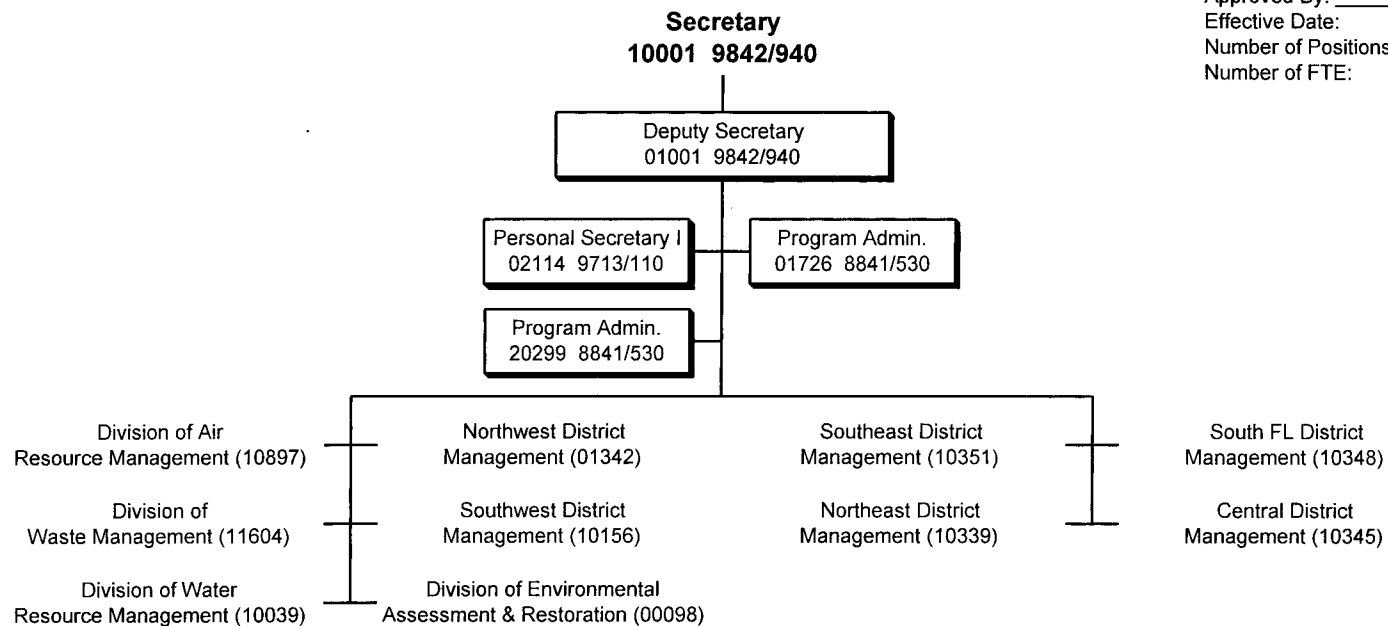 Approved By:
Effective Date:
Number of Positions
Number of FTE:
Secretary
10001 9842/940
Deputy Secretary
01001 9842/940
Personal Secretary I
02114 9713/110
Program Admin.
01726 8841/530
Program Admin.
20299 8841/530
Division of Air
Resource Management (10897)
Northwest District
Management (01342)
Southeast District
Management (10351)
South FL District
Management (10348)
Division of
Waste Management (11604)
Southwest District
Management (10156)
Northeast District
Management (10339)
Central District
Management (10345)
Division of Water
Resource Management (10039)
Division of Environmental
Assessment & Restoration (00098)